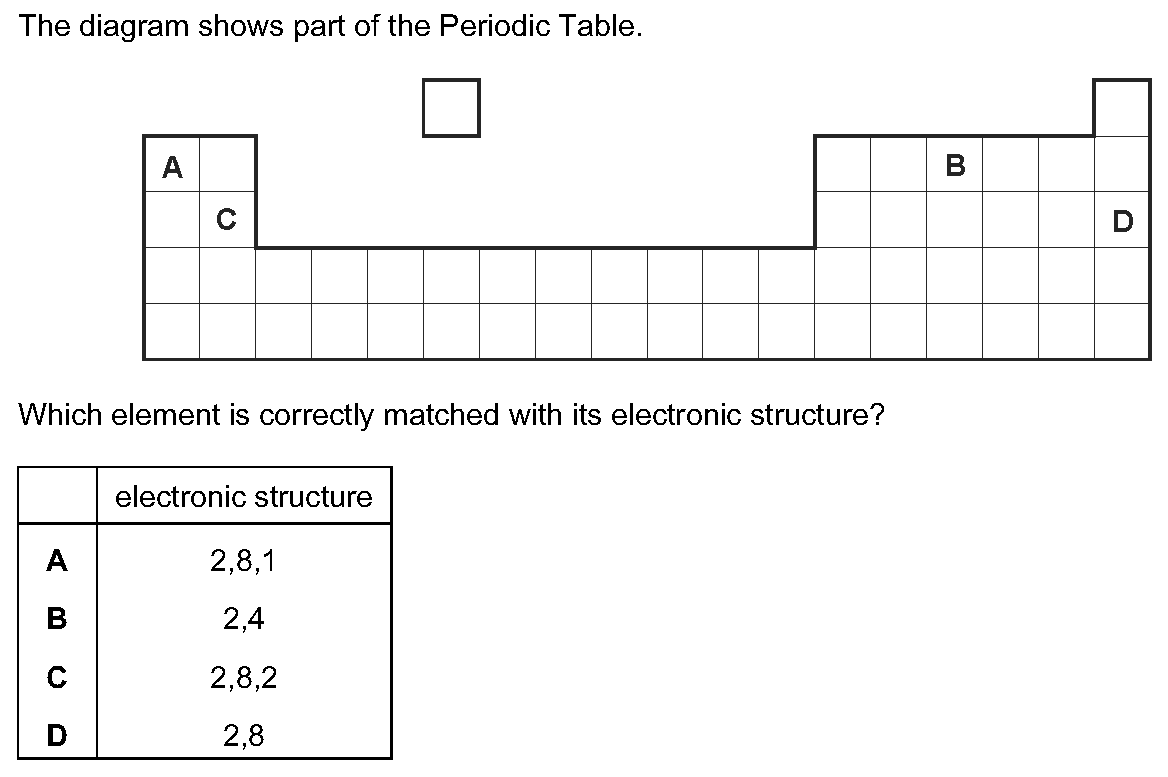 The diagram shows part of the Periodic Table.
A B
C D
Which element is correctly matched with its electronic structure?
electronic structure
A 2,8,1
B 2,4
C 2,8,2
D 2,8